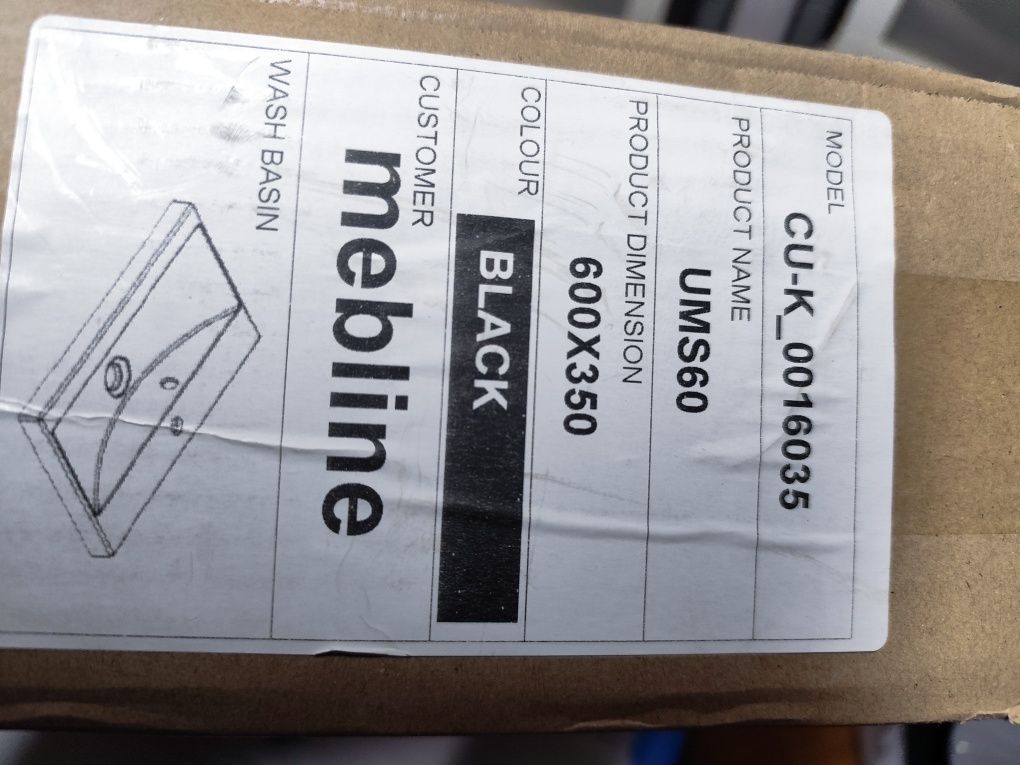 MODEL
CU-K_0016035
PRODUCT NAME
UMS60
PRODUCT DIMENSION
600X350
COLOUR
BLACK
CUSTOMER
mebline
WASH BASIN